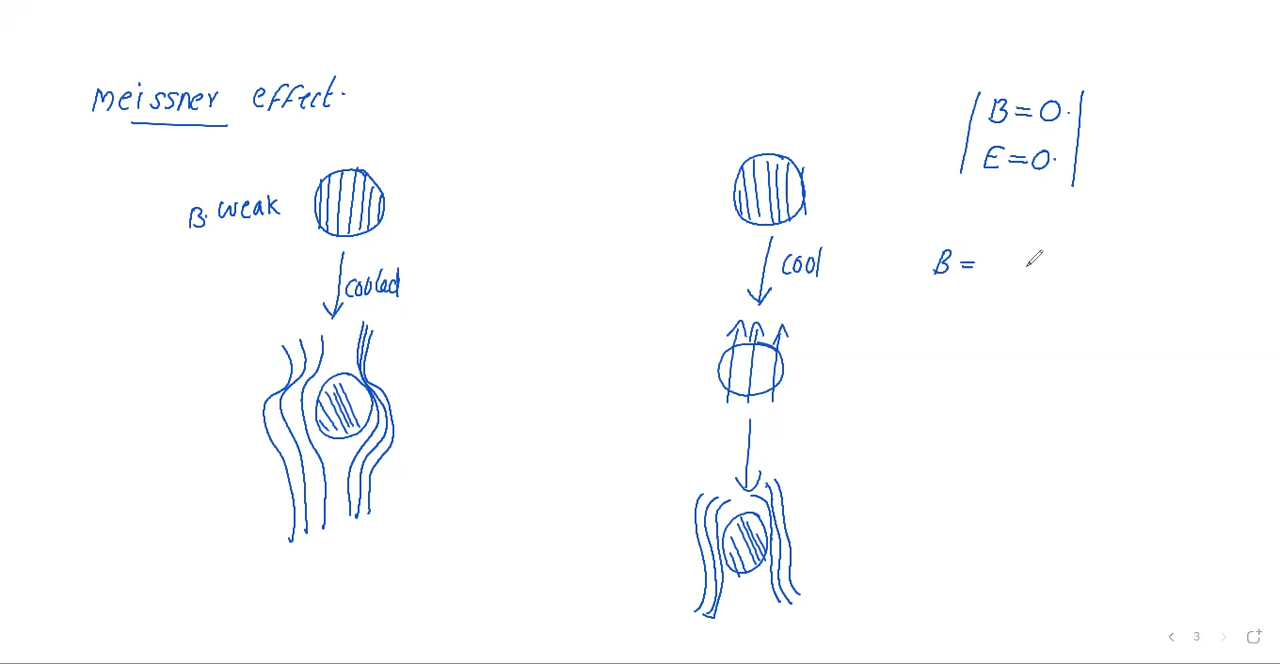 Meissner effect.
B. weak
cooled
cool
B = 0.
E = 0.
B =
3